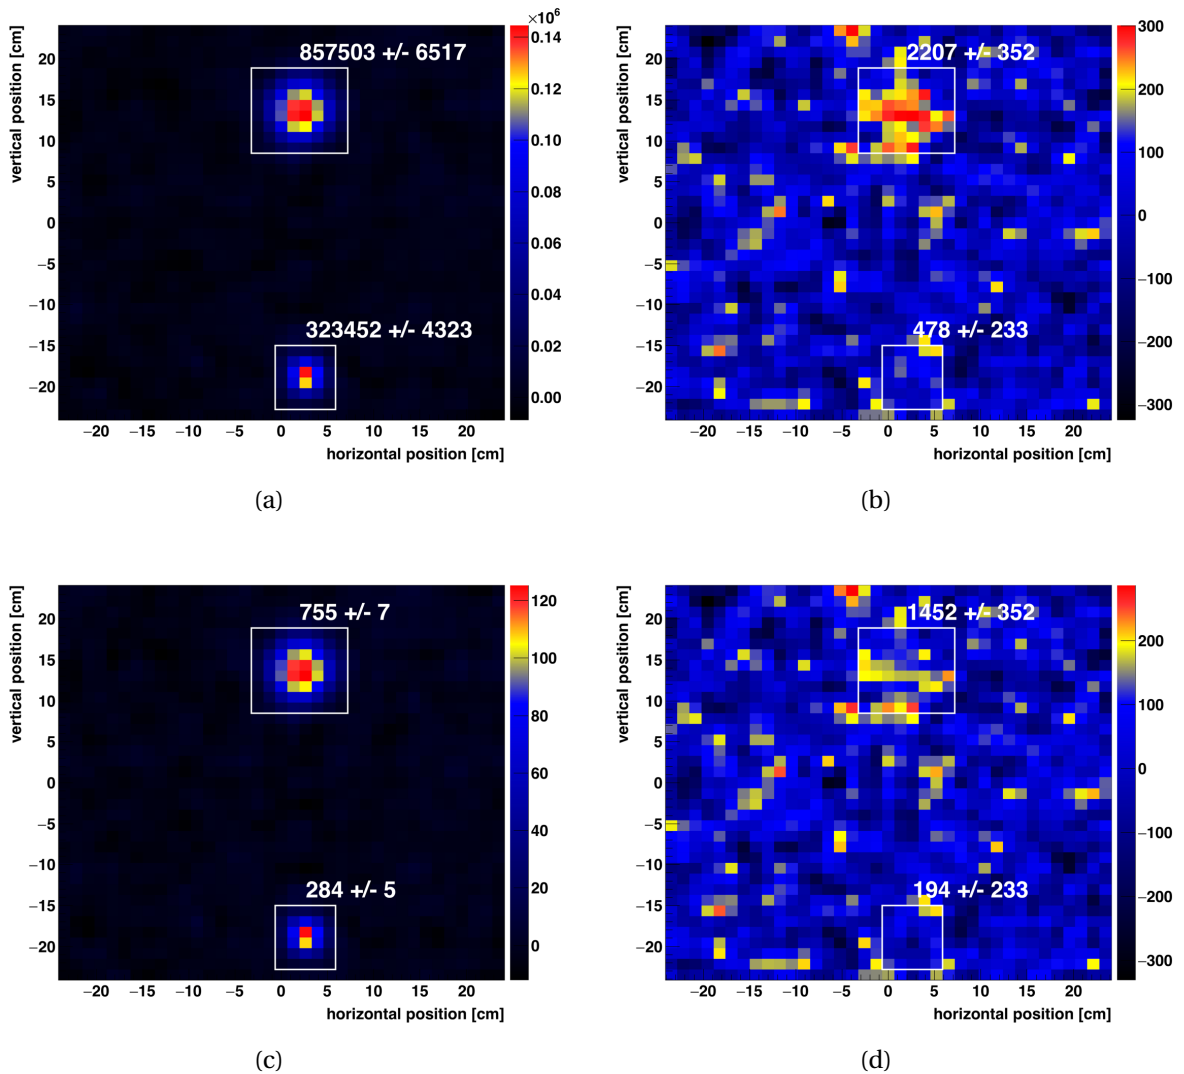 ×10⁶
857503 +/- 6517
323452 +/- 4323
vertical position [cm]
20
15
10
5
0
−5
−10
−15
−20
−20 −15 −10 −5 0 5 10 15 20
horizontal position [cm]
0.14
0.12
0.1
0.08
0.06
0.04
0.02
0.00
(a)
2207 +/- 352
478 +/- 233
vertical position [cm]
20
15
10
5
0
−5
−10
−15
−20
−20 −15 −10 −5 0 5 10 15 20
horizontal position [cm]
300
200
100
0
−100
−200
−300
(b)
755 +/- 7
284 +/- 5
vertical position [cm]
20
15
10
5
0
−5
−10
−15
−20
−20 −15 −10 −5 0 5 10 15 20
horizontal position [cm]
120
100
80
60
40
20
0
(c)
1452 +/- 352
194 +/- 233
vertical position [cm]
20
15
10
5
0
−5
−10
−15
−20
−20 −15 −10 −5 0 5 10 15 20
horizontal position [cm]
200
100
0
−100
−200
−300
(d)